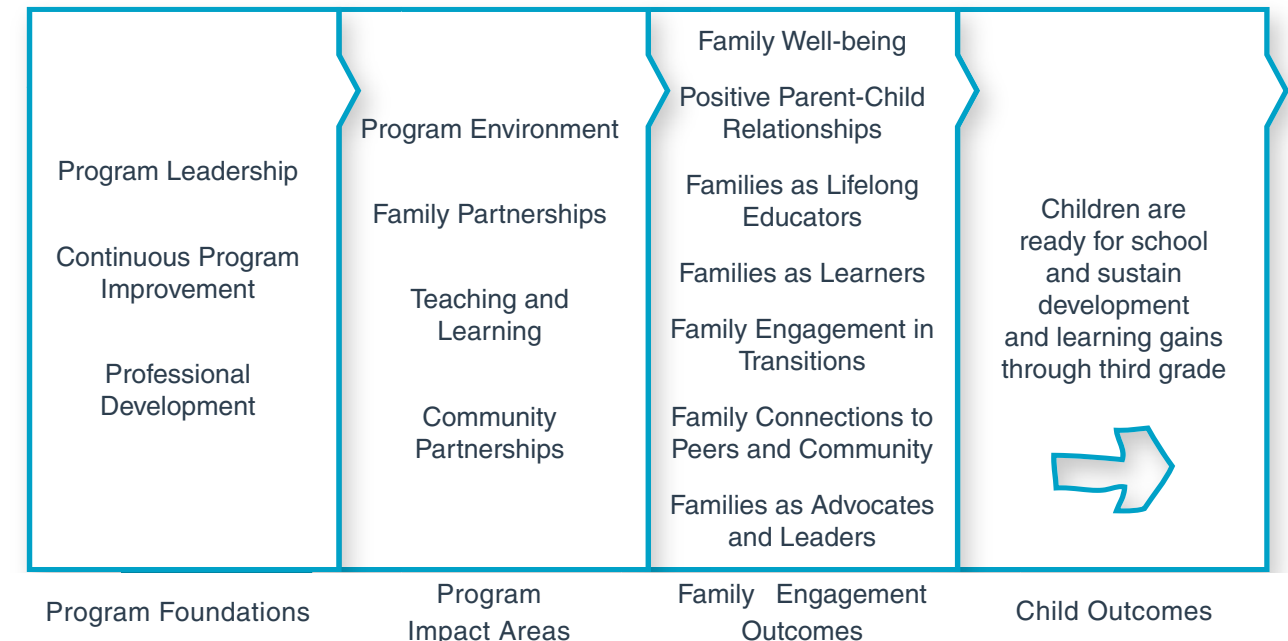 Program Leadership
Continuous Program
Improvement
Professional
Development
Program Foundations
Program Environment
Family Partnerships
Teaching and
Learning
Community
Partnerships
Program
Impact Areas
Family Well-being
Positive Parent-Child
Relationships
Families as Lifelong
Educators
Families as Learners
Family Engagement in
Transitions
Family Connections to
Peers and Community
Families as Advocates
and Leaders
Family Engagement
Outcomes
Children are
ready for school
and sustain
development
and learning gains
through third grade
Child Outcomes